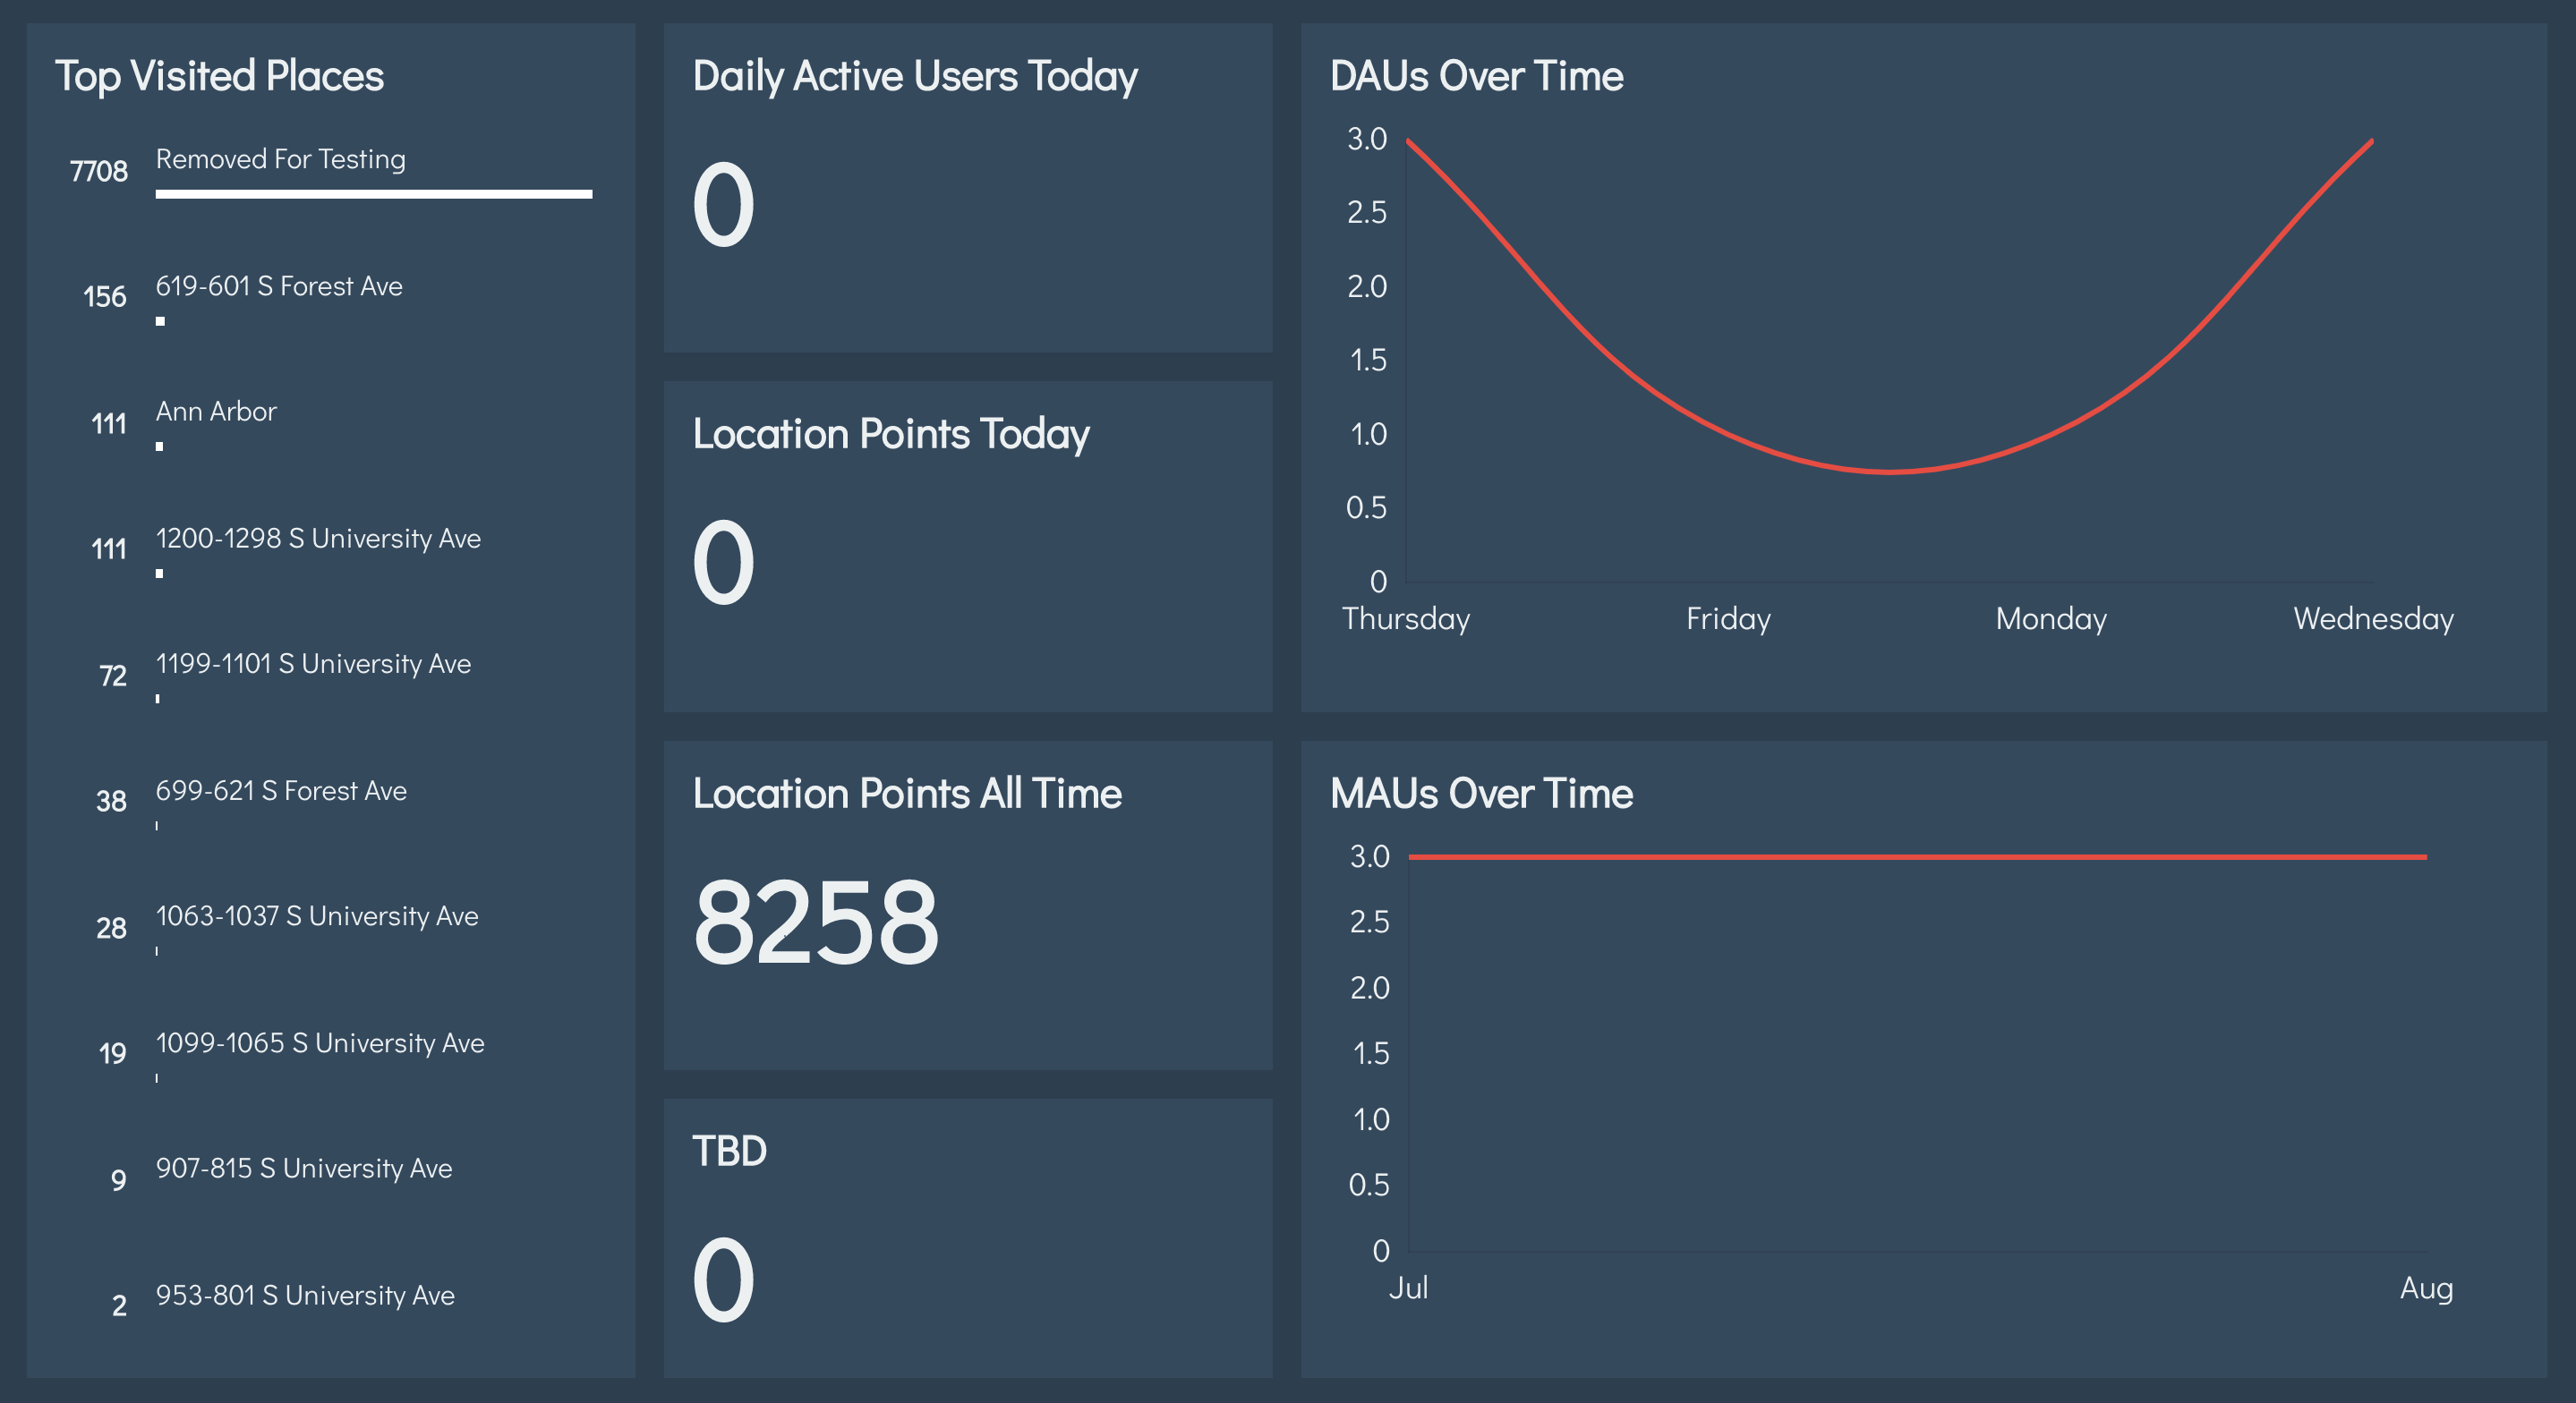 Top Visited Places
7708 Removed For Testing
156 619-601 S Forest Ave
111 Ann Arbor
111 1200-1298 S University Ave
72 1199-1101 S University Ave
38 699-621 S Forest Ave
28 1063-1037 S University Ave
19 1099-1065 S University Ave
9 907-815 S University Ave
2 953-801 S University Ave
Daily Active Users Today
0
Location Points Today
0
Location Points All Time
8258
TBD
0
DAUs Over Time
3.0
2.5
2.0
1.5
1.0
0.5
0
Thursday Friday Monday Wednesday
MAUs Over Time
3.0
2.5
2.0
1.5
1.0
0.5
0
Jul Aug